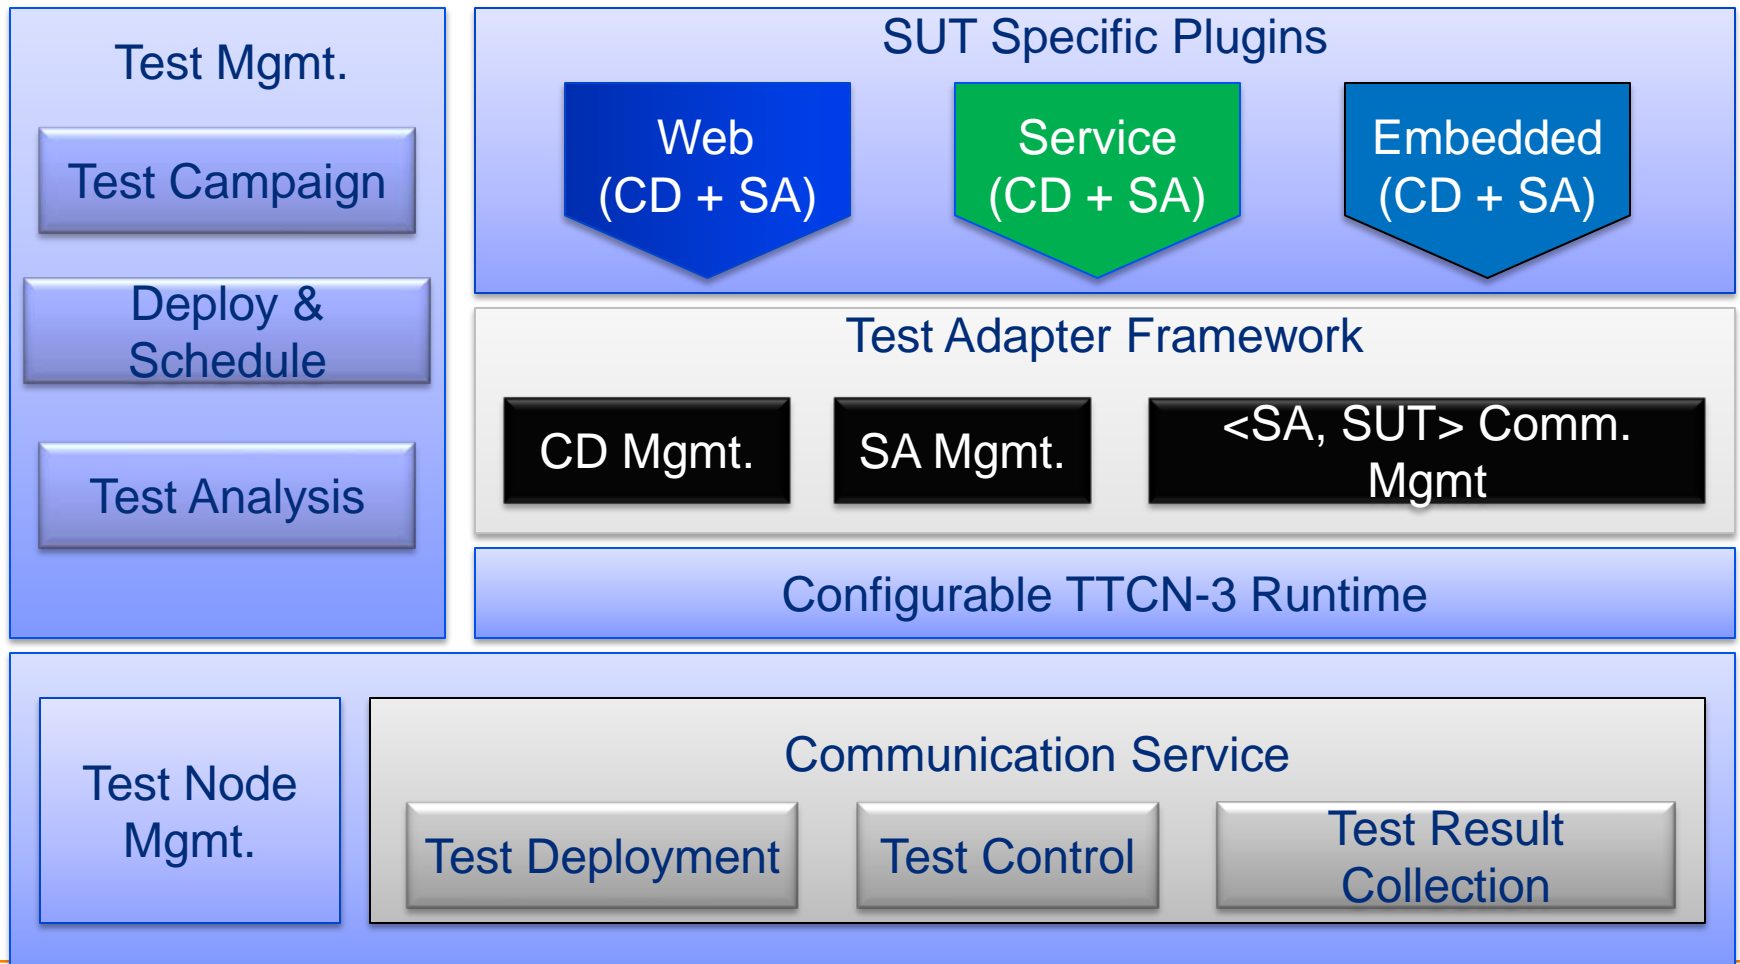 Test Mgmt.
Test Campaign
Deploy &
Schedule
Test Analysis
SUT Specific Plugins
Web
(CD + SA)
Service
(CD + SA)
Embedded
(CD + SA)
Test Adapter Framework
CD Mgmt.
SA Mgmt.
<SA, SUT> Comm.
Mgmt
Configurable TTCN-3 Runtime
Test Node
Mgmt.
Communication Service
Test Deployment
Test Control
Test Result
Collection